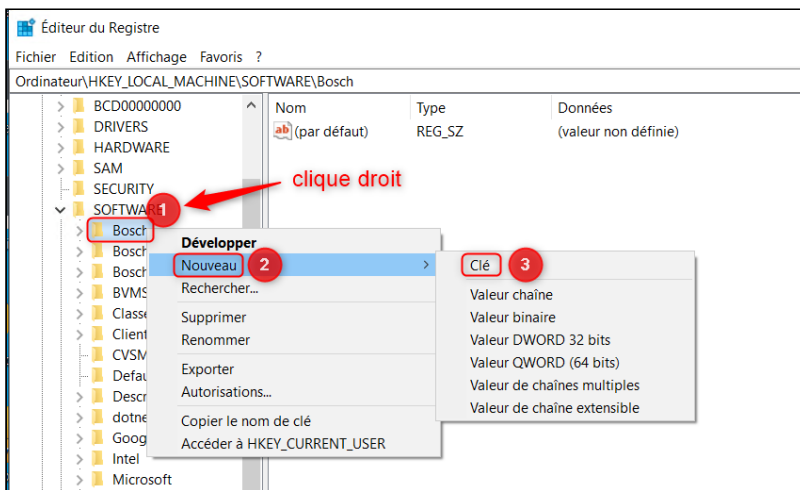 Éditeur du Registre
Fichier Edition Affichage Favoris ?
Ordinateur\HKEY_LOCAL_MACHINE\SOFTWARE\Bosch
BCD00000000
DRIVERS
HARDWARE
SAM
SECURITY
SOFTWARE
Bosch
Bosch
Bosch
BVMS
Classe
Client
CVSM
Defau
Descr
dotne
Goog
Intel
Microsoft
Nom Type Données
ab (par défaut) REG_SZ (valeur non définie)
clique droit
1
Développer
Nouveau 2
Rechercher...
Supprimer
Renommer
Exporter
Autorisations...
Copier le nom de clé
Accéder à HKEY_CURRENT_USER
Clé 3
Valeur chaîne
Valeur binaire
Valeur DWORD 32 bits
Valeur QWORD (64 bits)
Valeur de chaînes multiples
Valeur de chaîne extensible